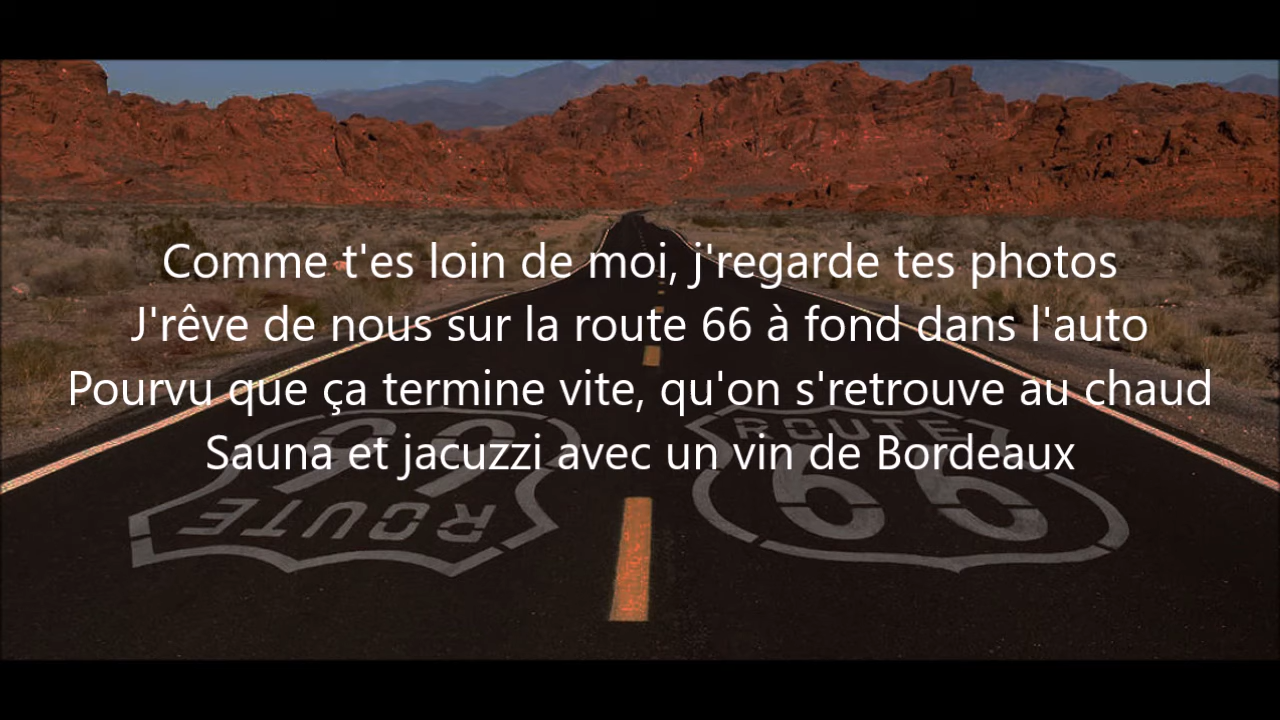 Comme t'es loin de moi, j'regarde tes photos
J'rêve de nous sur la route 66 à fond dans l'auto
Pourvu que ça termine vite, qu'on s'retrouve au chaud
Sauna et jacuzzi avec un vin de Bordeaux
ROUTE
66
ROUTE
66